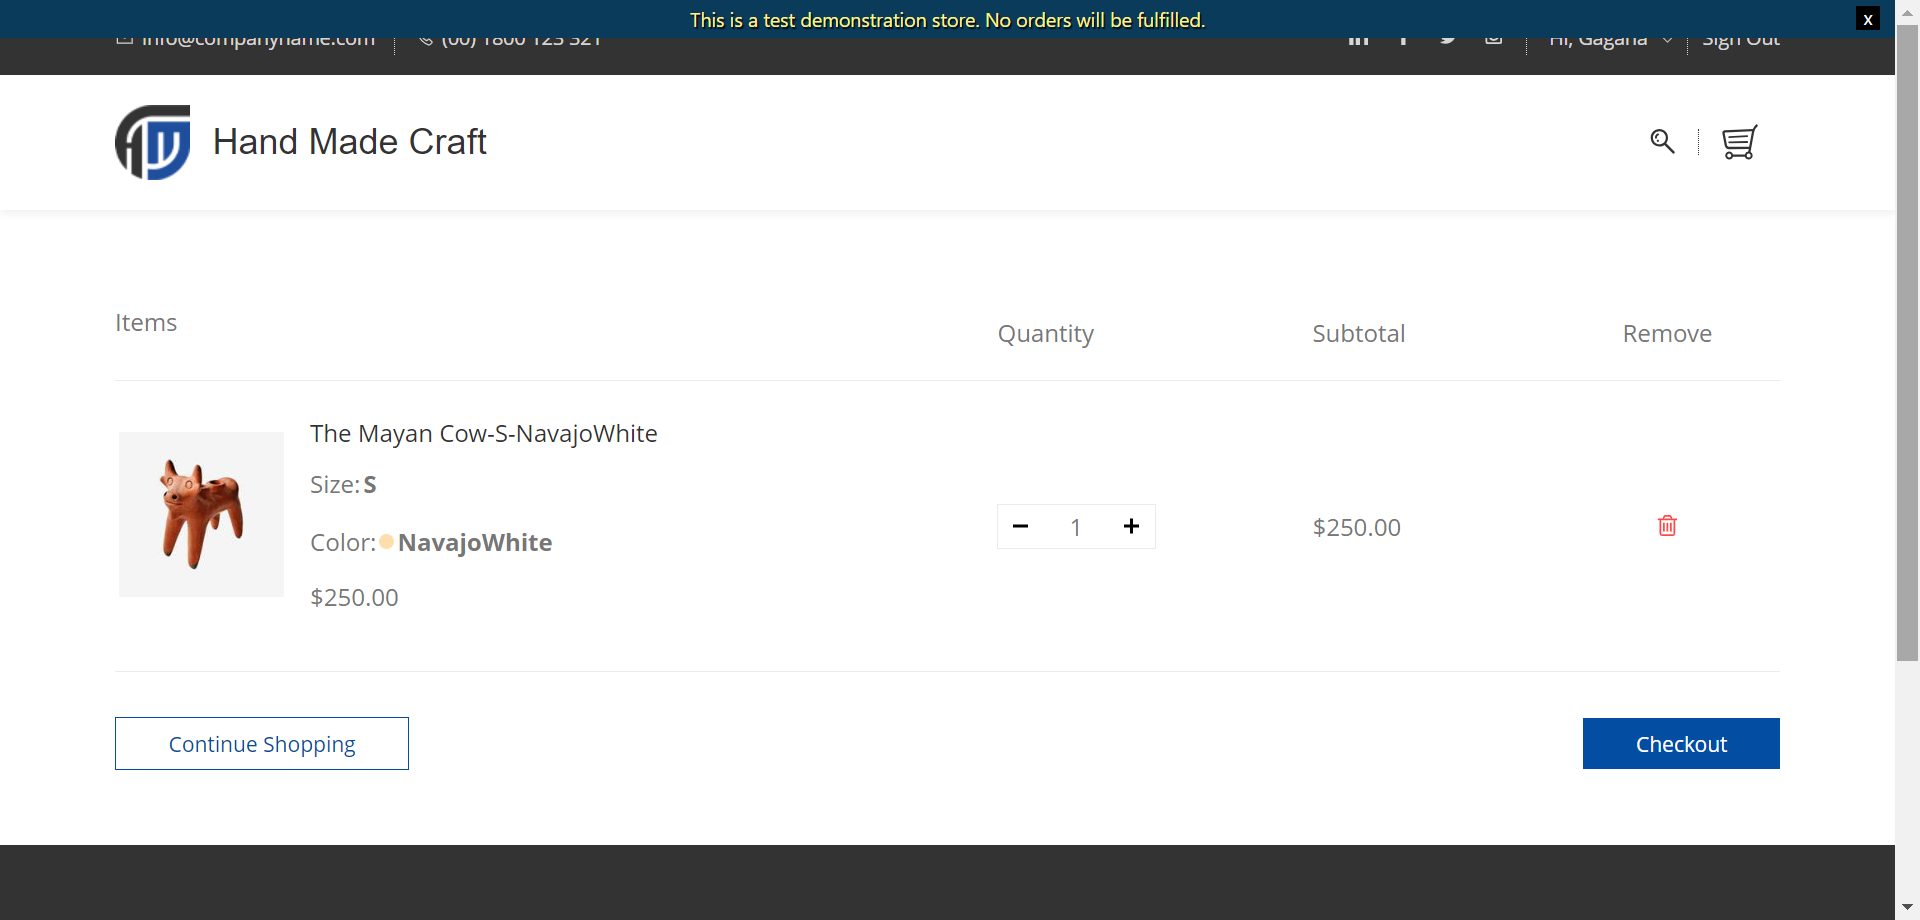 This is a test demonstration store. No orders will be fulfilled.
x
info@companyname.com
(00) 1800 123 321
Hi, Gagana
Sign Out
Hand Made Craft
Items
Quantity
Subtotal
Remove
The Mayan Cow-S-NavajoWhite
Size: S
1
$250.00
Color: NavajoWhite
$250.00
Continue Shopping
Checkout